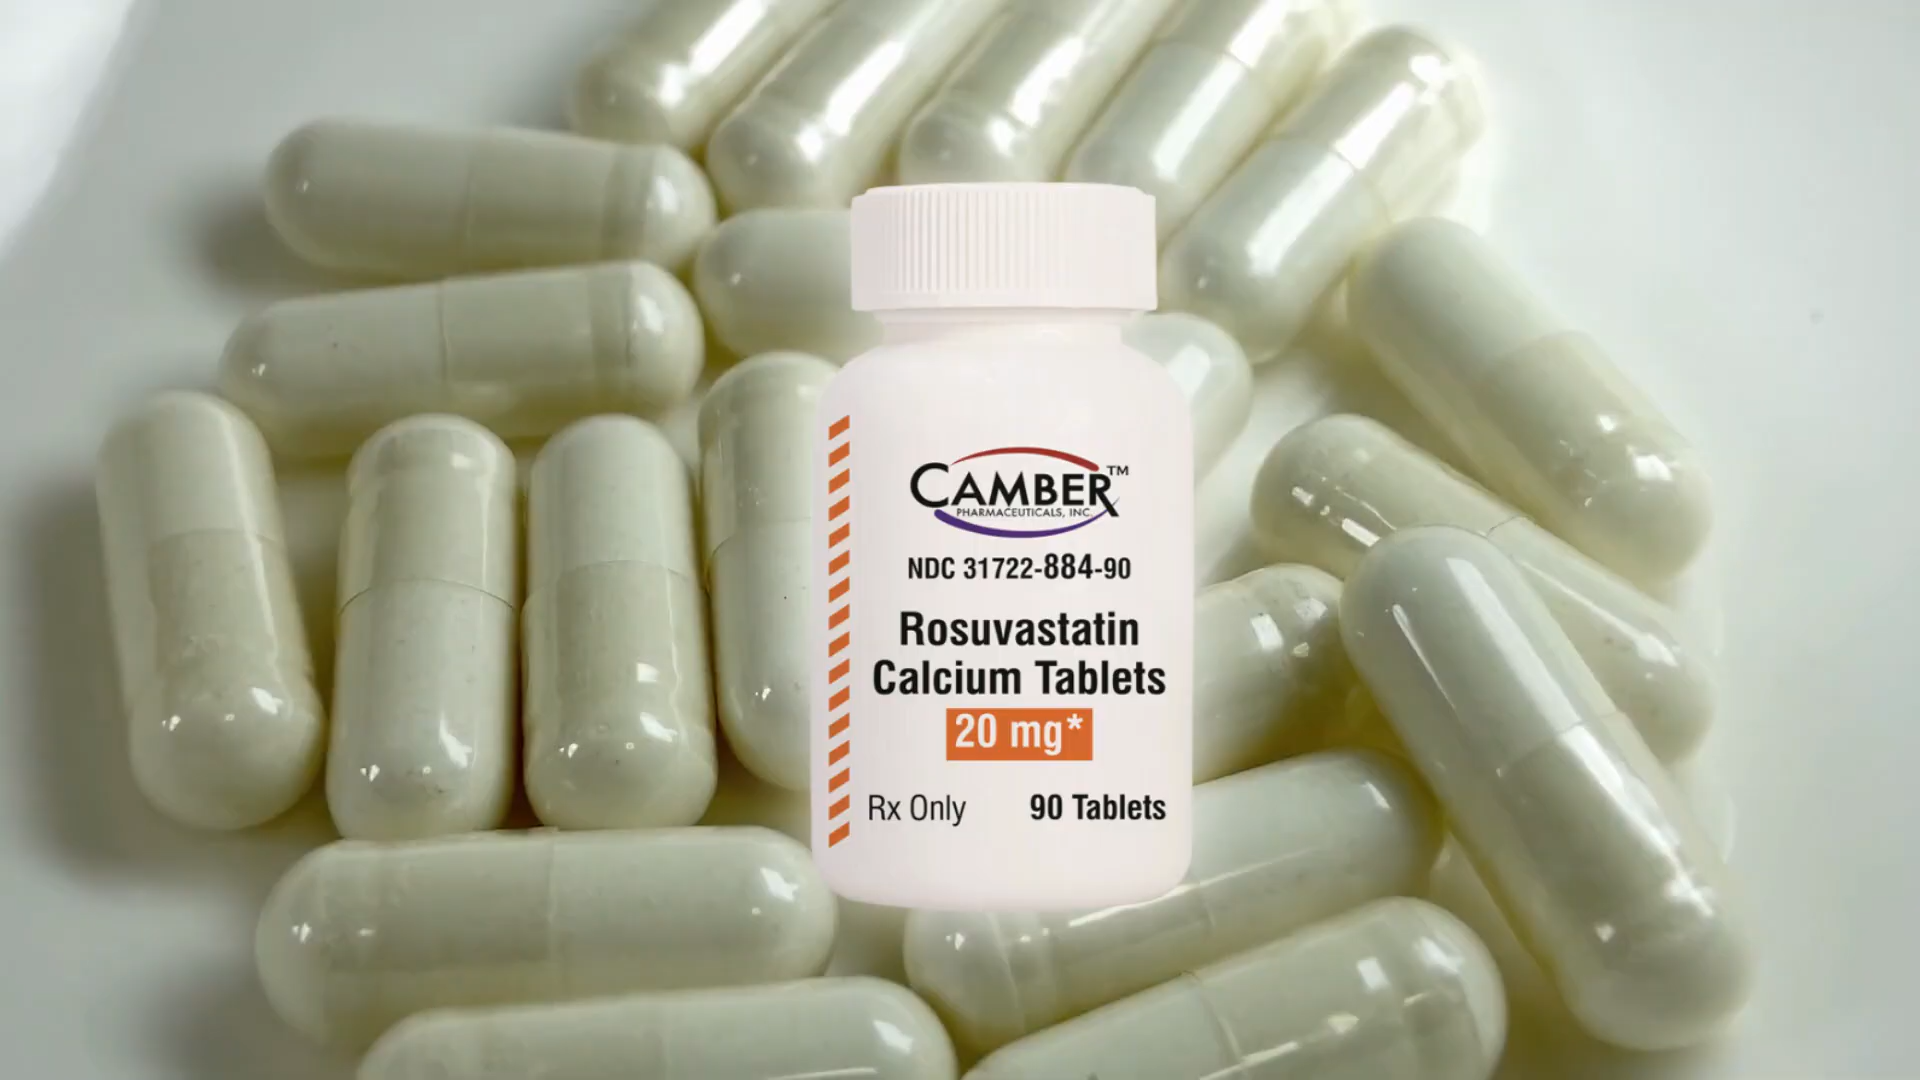 CAMBER™
PHARMACEUTICALS, INC.
NDC 31722-884-90
Rosuvastatin
Calcium Tablets
20 mg*
Rx Only 90 Tablets